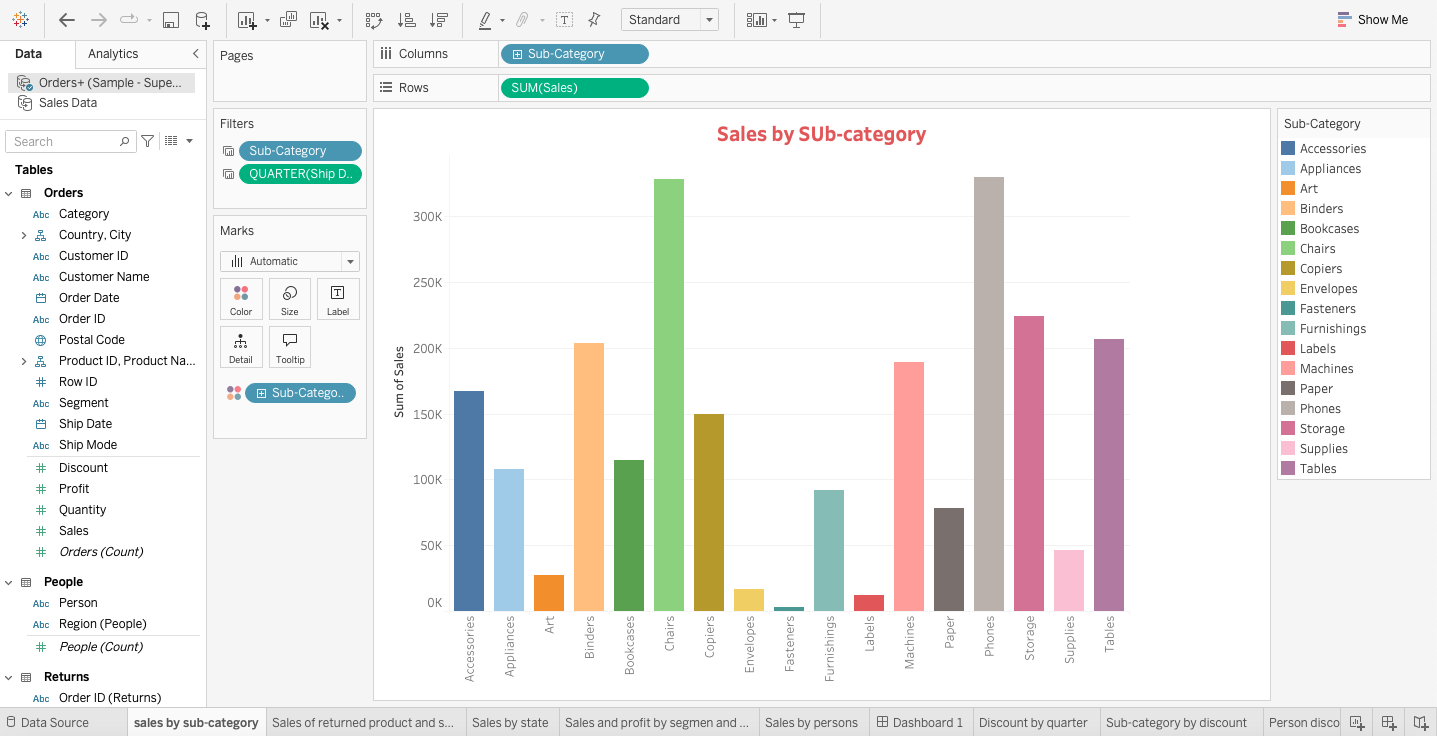 Standard
Show Me
Data
Analytics
Orders+ (Sample - Supe...
Sales Data
Search
Tables
Orders
Abc Category
Country, City
Abc Customer ID
Abc Customer Name
Order Date
Abc Order ID
Postal Code
Product ID, Product Na...
Row ID
Abc Segment
Ship Date
Abc Ship Mode
Discount
Profit
Quantity
Sales
Orders (Count)
People
Abc Person
Abc Region (People)
People (Count)
Returns
Abc Order ID (Returns)
Pages
Filters
Sub-Category
QUARTER(Ship D..
Marks
Automatic
Color
Size
Label
Detail
Tooltip
Sub-Catego..
Columns
Sub-Category
Rows
SUM(Sales)
Sales by SUb-category
Sum of Sales
300K
250K
200K
150K
100K
50K
0K
Accessories
Appliances
Art
Binders
Bookcases
Chairs
Copiers
Envelopes
Fasteners
Furnishings
Labels
Machines
Paper
Phones
Storage
Supplies
Tables
Sub-Category
Accessories
Appliances
Art
Binders
Bookcases
Chairs
Copiers
Envelopes
Fasteners
Furnishings
Labels
Machines
Paper
Phones
Storage
Supplies
Tables
Data Source
sales by sub-category
Sales of returned product and s...
Sales by state
Sales and profit by segmen and ...
Sales by persons
Dashboard 1
Discount by quarter
Sub-category by discount
Person disco